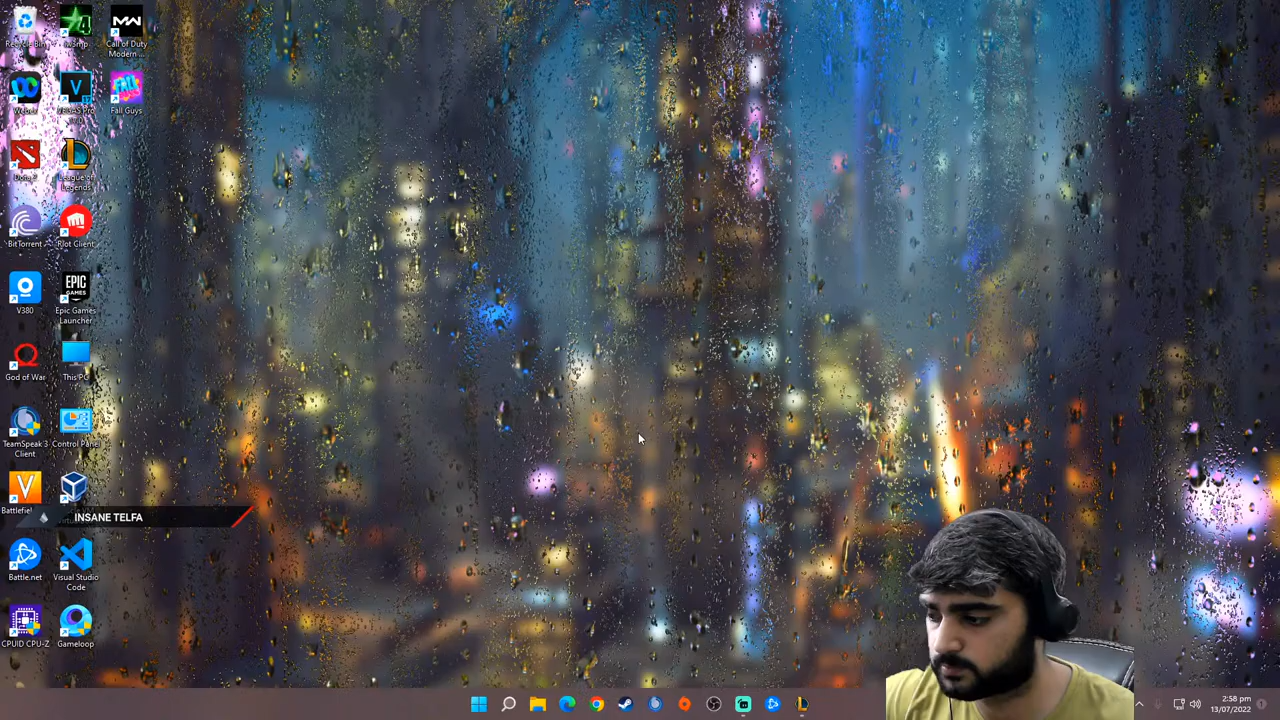 Recycle Bin
Call of Duty
Modern ...
Fall Guys
League of
Legends
BitTorrent
Riot Client
V380
Epic Games
Launcher
EPIC
GAMES
God of War
This PC
TeamSpeak 3
Client
Control Panel
INSANE TELFA
Battle.net
Visual Studio
Code
CPUID CPU-Z
Gameloop
2:58 pm
13/07/2022